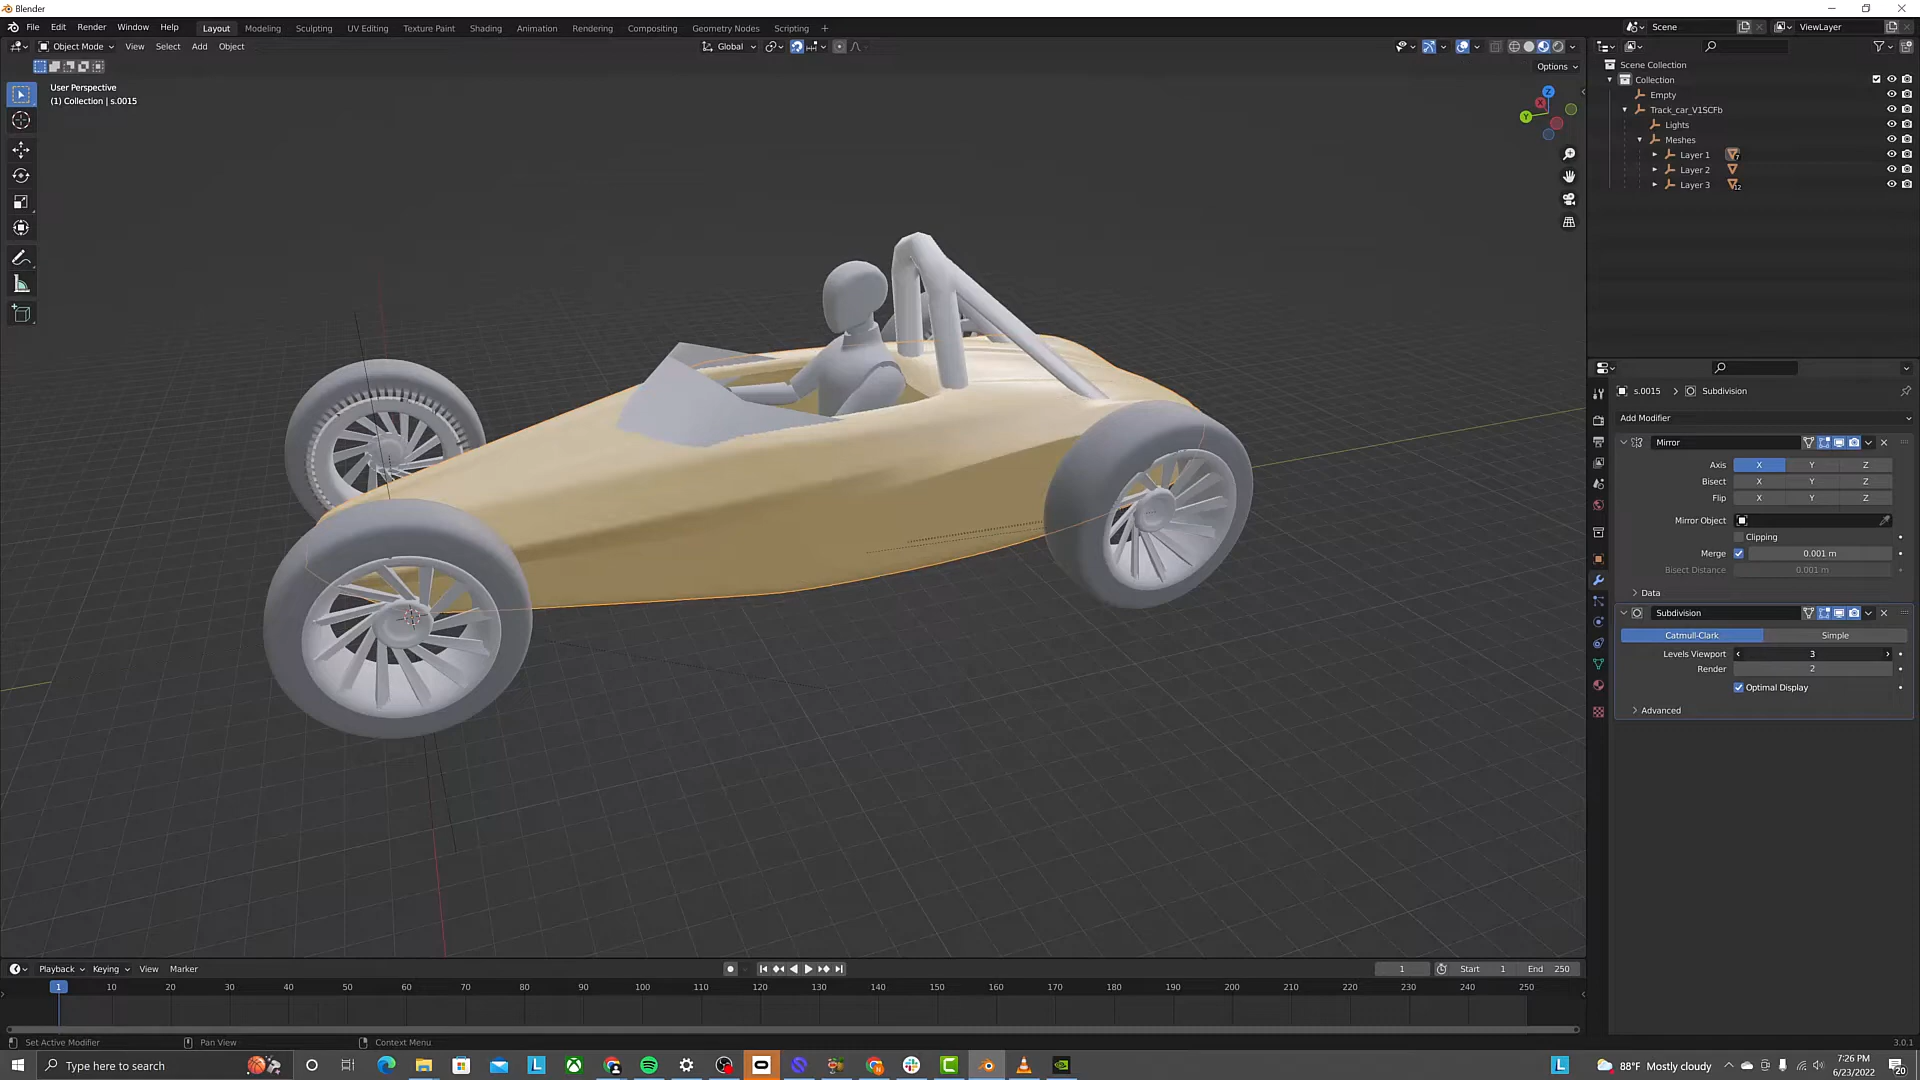 Blender
File Edit Render Window Help Layout Modeling Sculpting UV Editing Texture Paint Shading Animation Rendering Compositing Geometry Nodes Scripting + Scene ViewLayer
Object Mode View Select Add Object Global
Options
User Perspective
(1) Collection | s.0015
Z
X
Y
Scene Collection
Collection
Empty
Track_car_V1SCFb
Lights
Meshes
Layer 1 7
Layer 2
Layer 3 12
s.0015 > Subdivision
Add Modifier
Mirror
Axis X Y Z
Bisect X Y Z
Flip X Y Z
Mirror Object
Clipping
Merge 0.001 m
Bisect Distance 0.001 m
Data
Subdivision
Catmull-Clark Simple
Levels Viewport 3
Render 2
Optimal Display
Advanced
Playback Keying View Marker 1 Start 1 End 250
1 10 20 30 40 50 60 70 80 90 100 110 120 130 140 150 160 170 180 190 200 210 220 230 240 250
Set Active Modifier Pan View Context Menu 3.0.1
Type here to search L L 88°F Mostly cloudy 7:26 PM
6/23/2022 20